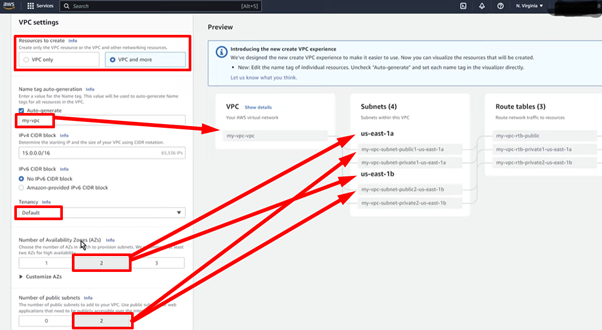 aws
Services
Search
[Alt+S]
N. Virginia
VPC settings
Resources to create Info
Create only the VPC resource or the VPC and other networking resources.
VPC only
VPC and more
Name tag auto-generation Info
Enter a value for the Name tag. This value will be used to auto-generate Name
tags for all resources in the VPC.
Auto-generate
my-vpc
IPv4 CIDR block Info
Determine the starting IP and the size of your VPC using CIDR notation.
15.0.0.0/16
65,536 IPs
IPv6 CIDR block Info
No IPv6 CIDR block
Amazon-provided IPv6 CIDR block
Tenancy Info
Default
Number of Availability Zones (AZs) Info
Choose the number of AZs in which to provision subnets. We
least
two AZs for high availability.
1
2
3
Customize AZs
Number of public subnets Info
The number of public subnets to add to your VPC. Use public subnets
web
applications that need to be publicly accessible over the
0
2
Preview
Introducing the new create VPC experience
We've designed the new create VPC experience to make it easier to use. Now you can visualize the resources that will be created.
New: Edit the name tag of individual resources. Uncheck "Auto-generate" and set each name tag in the visualizer directly.
Let us know what you think.
VPC Show details
Your AWS virtual network
my-vpc-vpc
Subnets (4)
Subnets within this VPC
us-east-1a
my-vpc-subnet-public1-us-east-1a
my-vpc-subnet-private1-us-east-1a
us-east-1b
my-vpc-subnet-public2-us-east-1b
my-vpc-subnet-private2-us-east-1b
Route tables (3)
Route network traffic to resources
my-vpc-rtb-public
my-vpc-rtb-private1-us-east-1a
my-vpc-rtb-private2-us-east-1b